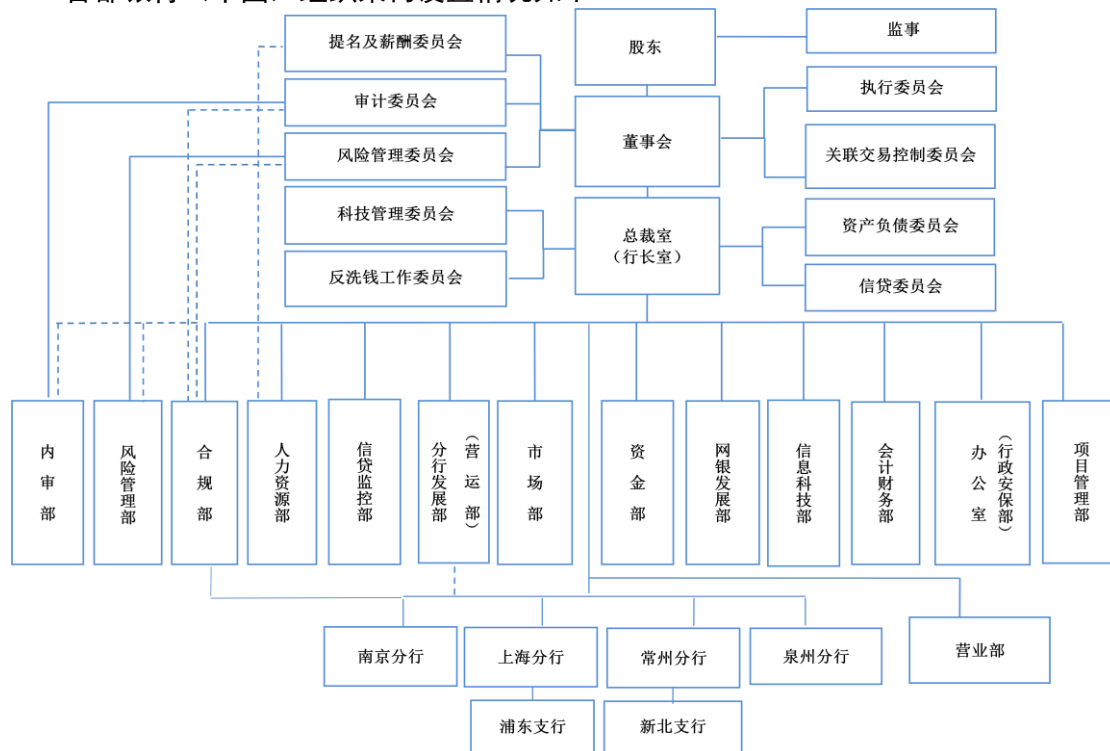 提名及薪酬委员会
股东
监事
审计委员会
执行委员会
董事会
风险管理委员会
关联交易控制委员会
科技管理委员会
总裁室
(行长室)
资产负债委员会
反洗钱工作委员会
信贷委员会
内审部
风险管理部
合规部
人力资源部
信贷监控部
分行发展部
(营运部)
市场部
资金部
网银发展部
信息科技部
会计财务部
办公室
(行政安保部)
项目管理部
南京分行
上海分行
常州分行
泉州分行
营业部
浦东支行
新北支行